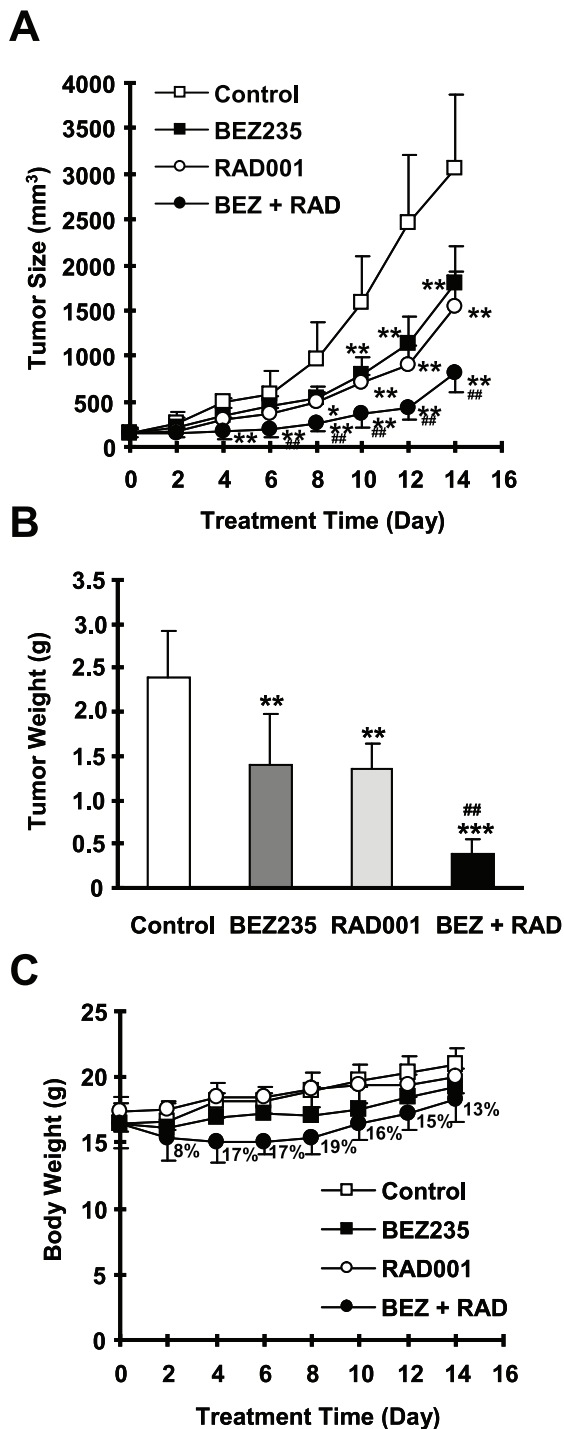 A
Tumor Size (mm³)
4000
3500
3000
2500
2000
1500
1000
500
0
Control
BEZ235
RAD001
BEZ + RAD
**
**
**
**
**
**
*
**
##
**
**
##
**
##
**
##
**
##
0 2 4 6 8 10 12 14 16
Treatment Time (Day)
B
Tumor Weight (g)
3.5
3.0
2.5
2.0
1.5
1.0
0.5
0
**
**
##
***
Control BEZ235 RAD001 BEZ + RAD
C
Body Weight (g)
25
20
15
10
5
0
8% 17% 17% 19% 16% 15% 13%
Control
BEZ235
RAD001
BEZ + RAD
0 2 4 6 8 10 12 14 16
Treatment Time (Day)